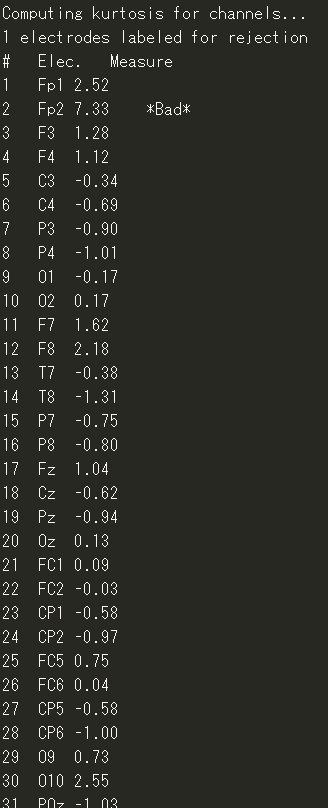 Computing kurtosis for channels...
1 electrodes labeled for rejection
# Elec. Measure
1 Fp1 2.52
2 Fp2 7.33 *Bad*
3 F3 1.28
4 F4 1.12
5 C3 -0.34
6 C4 -0.69
7 P3 -0.90
8 P4 -1.01
9 O1 -0.17
10 O2 0.17
11 F7 1.62
12 F8 2.18
13 T7 -0.38
14 T8 -1.31
15 P7 -0.75
16 P8 -0.80
17 Fz 1.04
18 Cz -0.62
19 Pz -0.94
20 Oz 0.13
21 FC1 0.09
22 FC2 -0.03
23 CP1 -0.58
24 CP2 -0.97
25 FC5 0.75
26 FC6 0.04
27 CP5 -0.58
28 CP6 -1.00
29 O9 0.73
30 O10 2.55
31 POz -1.03